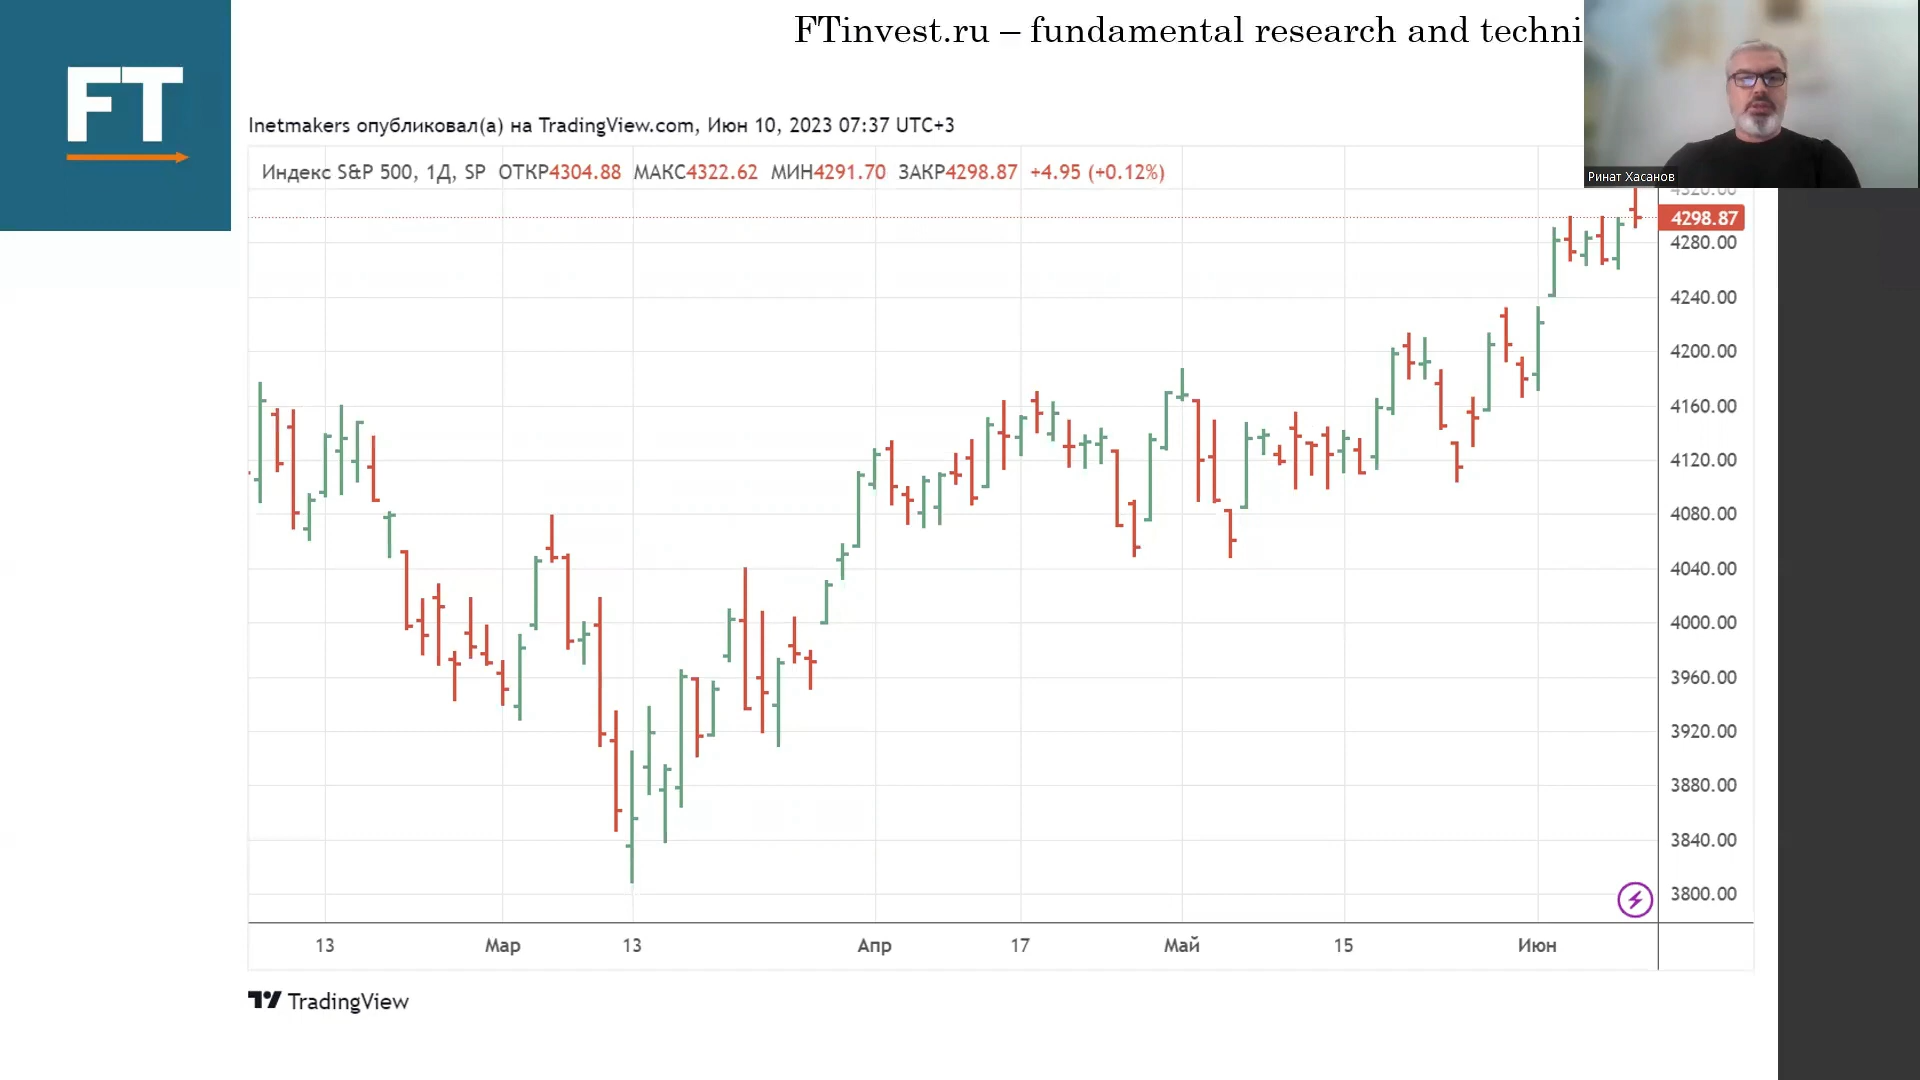 FT
FTinvest.ru – fundamental research and techni
Ринат Хасанов
Inetmakers опубликовал(а) на TradingView.com, Июн 10, 2023 07:37 UTC+3
Индекс S&P 500, 1Д, SP ОТКР4304.88 МАКС4322.62 МИН4291.70 ЗАКР4298.87 +4.95 (+0.12%)
4320.00
4298.87
4280.00
4240.00
4200.00
4160.00
4120.00
4080.00
4040.00
4000.00
3960.00
3920.00
3880.00
3840.00
3800.00
13 Мар 13 Апр 17 Май 15 Июн
TradingView